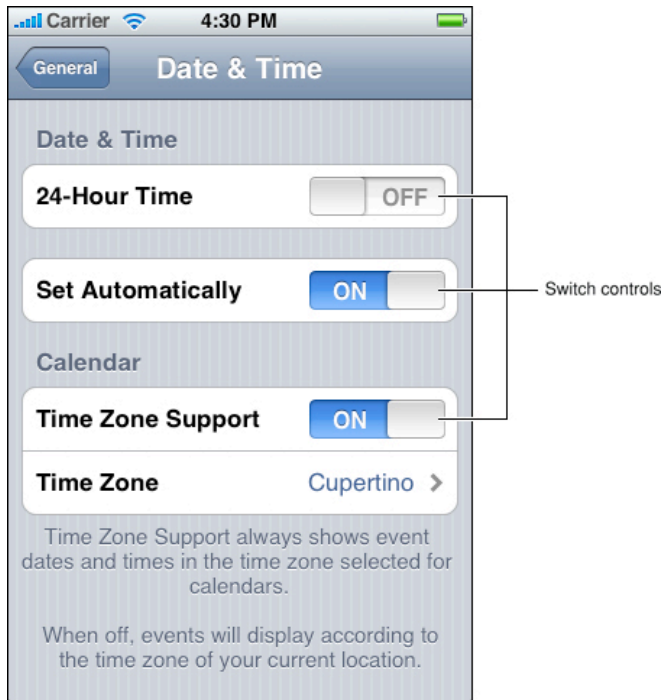 Carrier 4:30 PM
General Date & Time
Date & Time
24-Hour Time OFF
Set Automatically ON
Switch controls
Calendar
Time Zone Support ON
Time Zone Cupertino
Time Zone Support always shows event
dates and times in the time zone selected for
calendars.
When off, events will display according to
the time zone of your current location.